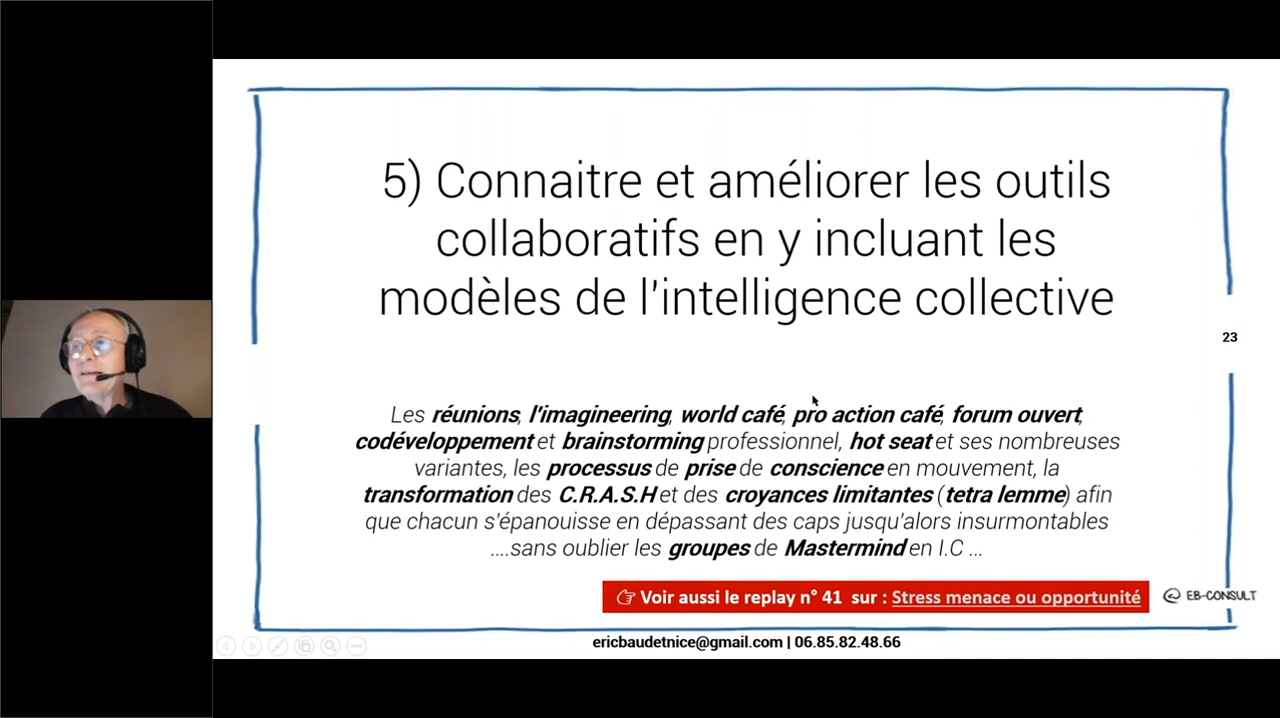 5) Connaitre et améliorer les outils
collaboratifs en y incluant les
modèles de l'intelligence collective
23
Les réunions, l'imagineering, world café, pro action café, forum ouvert,
codéveloppement et brainstorming professionnel, hot seat et ses nombreuses
variantes, les processus de prise de conscience en mouvement, la
transformation des C.R.A.S.H et des croyances limitantes (tetra lemme) afin
que chacun s'épanouisse en dépassant des caps jusqu'alors insurmontables
....sans oublier les groupes de Mastermind en I.C ...
Voir aussi le replay n° 41 sur : Stress menace ou opportunité
EB-CONSULT
ericbaudetnice@gmail.com | 06.85.82.48.66